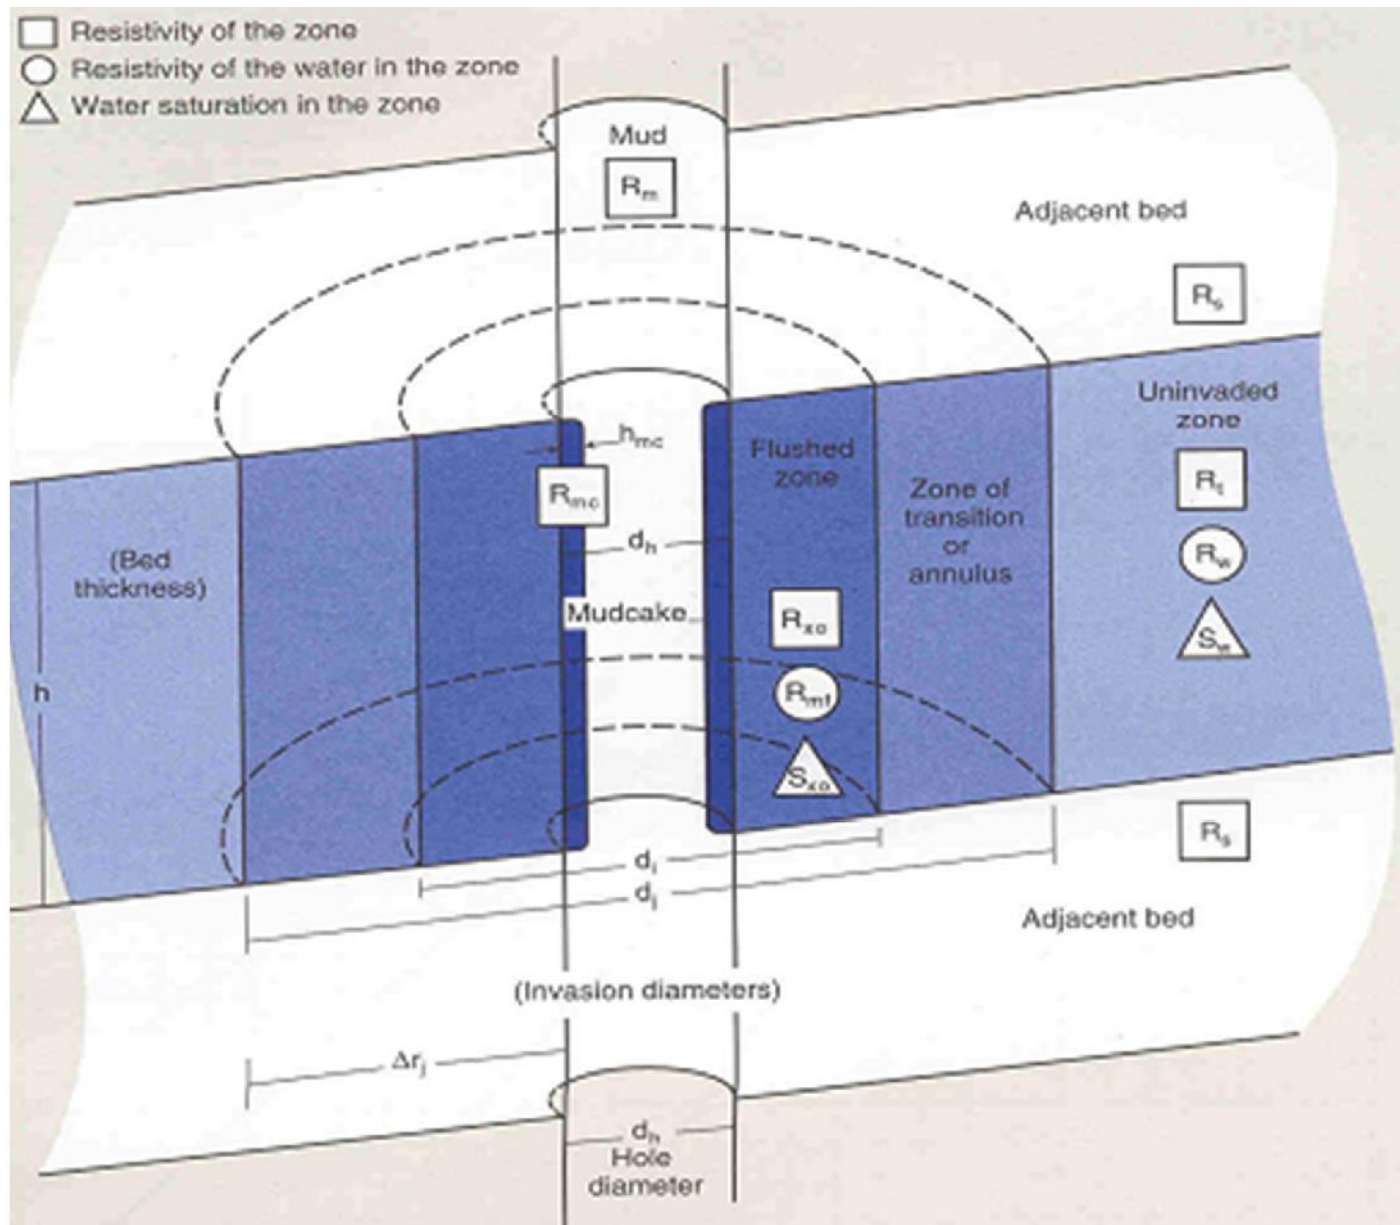 Resistivity of the zone
Resistivity of the water in the zone
Water saturation in the zone
Mud
Rm
Adjacent bed
Rs
Uninvaded
zone
Rt
Rw
Sw
hmc
Rmc
Flushed
zone
Zone of
transition
or
annulus
dh
(Bed
thickness)
Mudcake
Rxo
Rmf
Sxo
h
Rs
di
dj
Adjacent bed
(Invasion diameters)
Δrj
dh
Hole
diameter